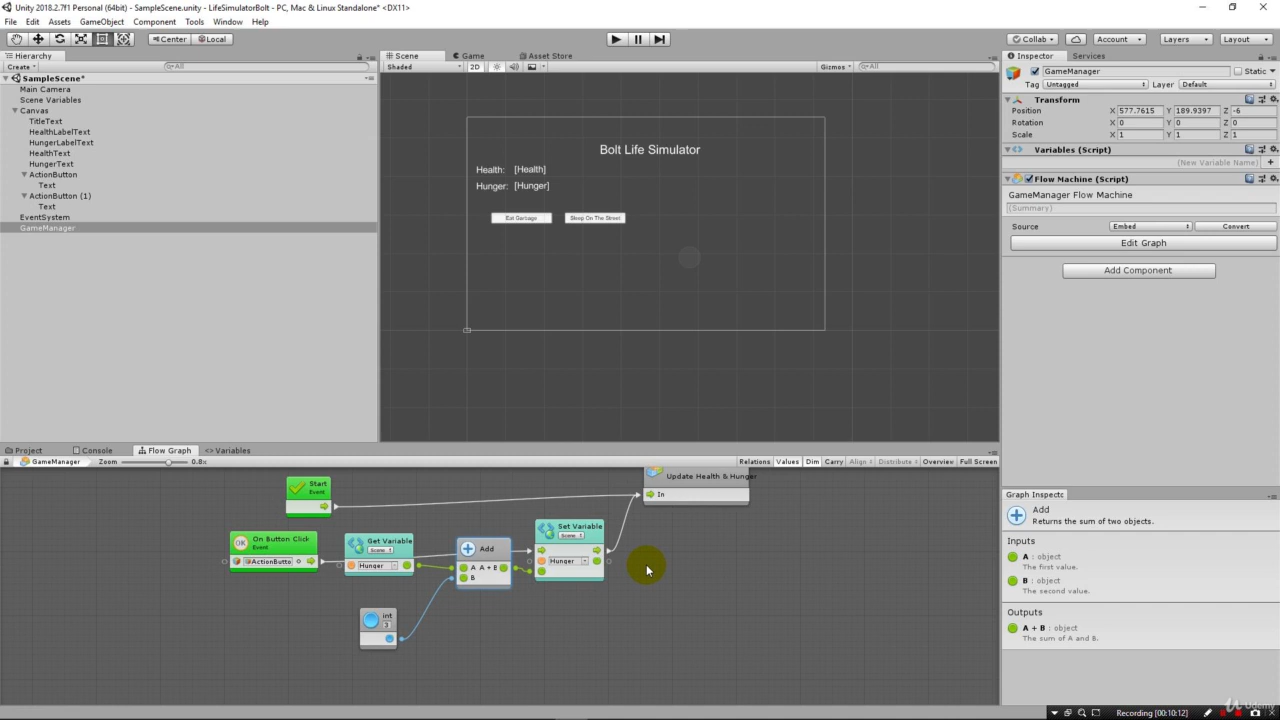 Unity 2018.2.7f1 Personal (64bit) - SampleScene.unity - LifeSimulatorBolt - PC, Mac & Linux Standalone* <DX11>
File Edit Assets GameObject Component Tools Window Help
Center Local Collab Account Layers Layout
Hierarchy
Create All
SampleScene*
Main Camera
Scene Variables
Canvas
TitleText
HealthLabelText
HungerLabelText
HealthText
HungerText
ActionButton
Text
ActionButton (1)
Text
EventSystem
GameManager
Scene Game Asset Store
Shaded 2D Gizmos All
Bolt Life Simulator
Health: [Health]
Hunger: [Hunger]
Eat Garbage Sleep On The Street
Inspector Services
GameManager Static
Tag Untagged Layer Default
Transform
Position X 577.7615 Y 189.9397 Z -6
Rotation X 0 Y 0 Z 0
Scale X 1 Y 1 Z 1
Variables (Script)
(New Variable Name) +
Flow Machine (Script)
GameManager Flow Machine
(Summary)
Source Embed Convert
Edit Graph
Add Component
Project Console Flow Graph Variables
GameManager Zoom 0.8x Relations Values Dim Carry Align Distribute Overview Full Screen
Start
Event
Update Health & Hunger
In
On Button Click
Event
ActionButto
Get Variable
Scene
Hunger
Add
A A + B
B
Set Variable
Scene
Hunger
int
3
Graph Inspecto
Add
Returns the sum of two objects.
Inputs
A : object
The first value.
B : object
The second value.
Outputs
A + B : object
The sum of A and B.
Recording [00:10:12]
Udemy